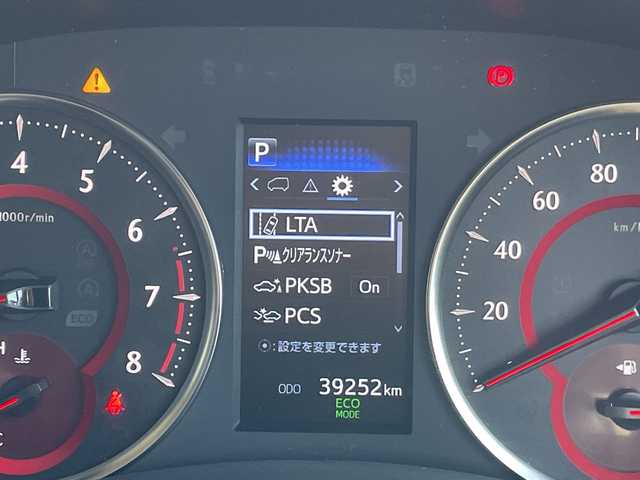 P
4
5
6
7
8
1000r/min
ECO
H
C
LTA
クリアランスソナー
PKSB On
PCS
:設定を変更できます
ODO 39252km
ECO
MODE
80
60
40
20
km/